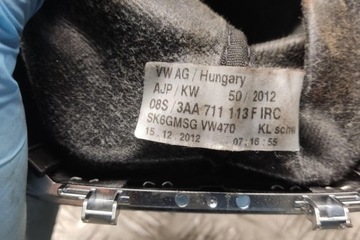 VW AG / Hungary
AJP / KW 50 / 2012
08S / 3AA 711 113 F IRC
SK6GMSG VW470 KL schw
15.12.2012 07:16:55